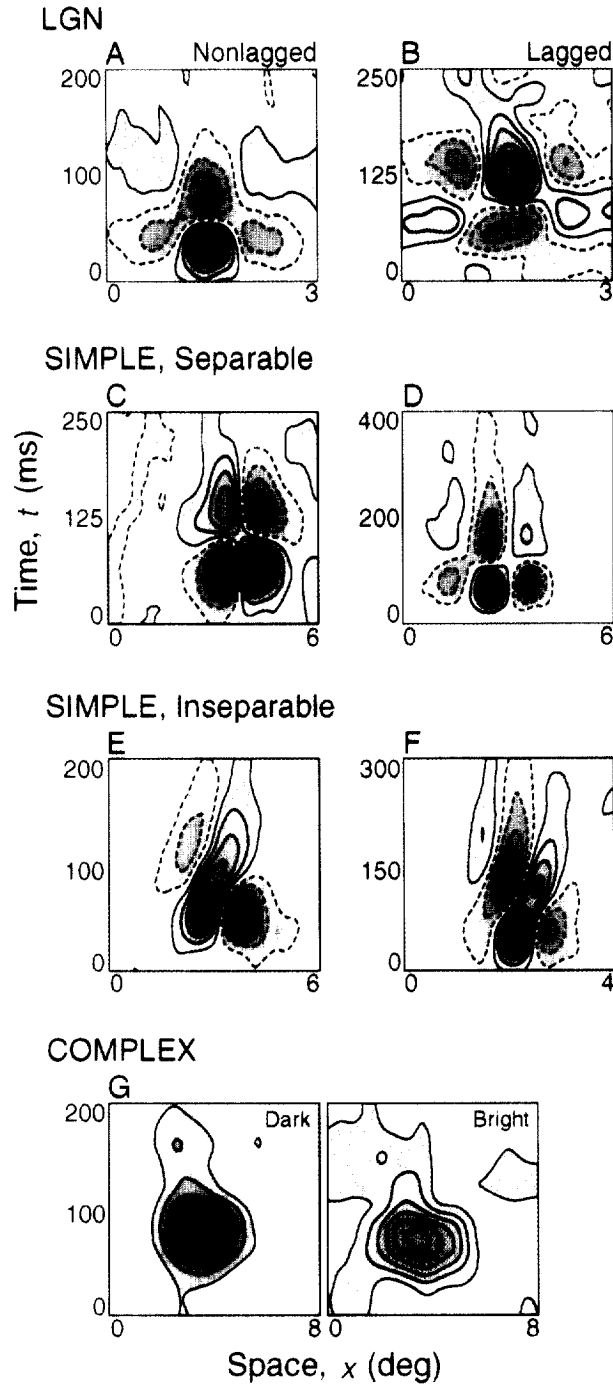 LGN
A Nonlagged
B Lagged
200
100
0
0 3
250
125
0
0 3
SIMPLE, Separable
C
D
250
125
0
0 6
400
200
0
0 6
Time, t (ms)
SIMPLE, Inseparable
E
F
200
100
0
0 6
300
150
0
0 4
COMPLEX
G
Dark
Bright
200
100
0
0 8
0 8
Space, x (deg)